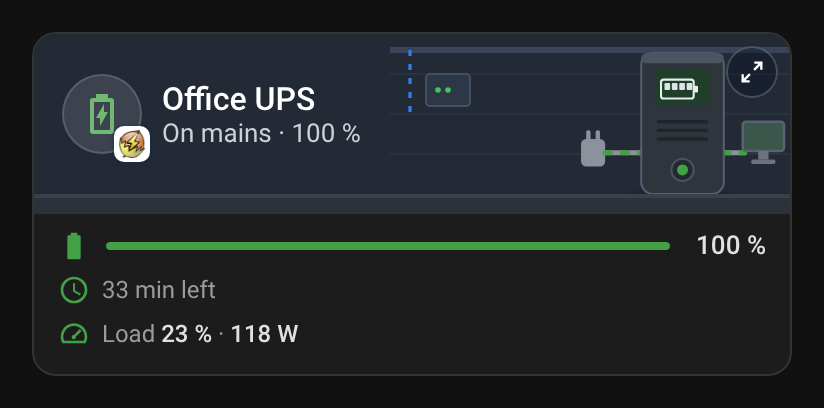 Office UPS
On mains · 100 %
100 %
33 min left
Load 23 % · 118 W